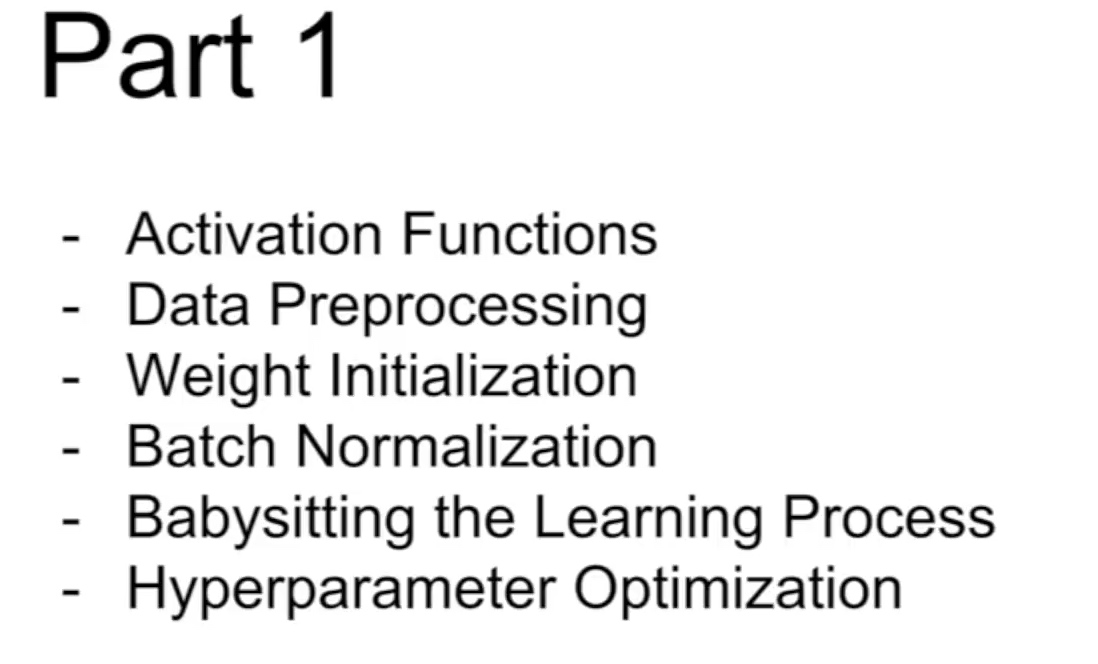 Part 1
- Activation Functions
- Data Preprocessing
- Weight Initialization
- Batch Normalization
- Babysitting the Learning Process
- Hyperparameter Optimization